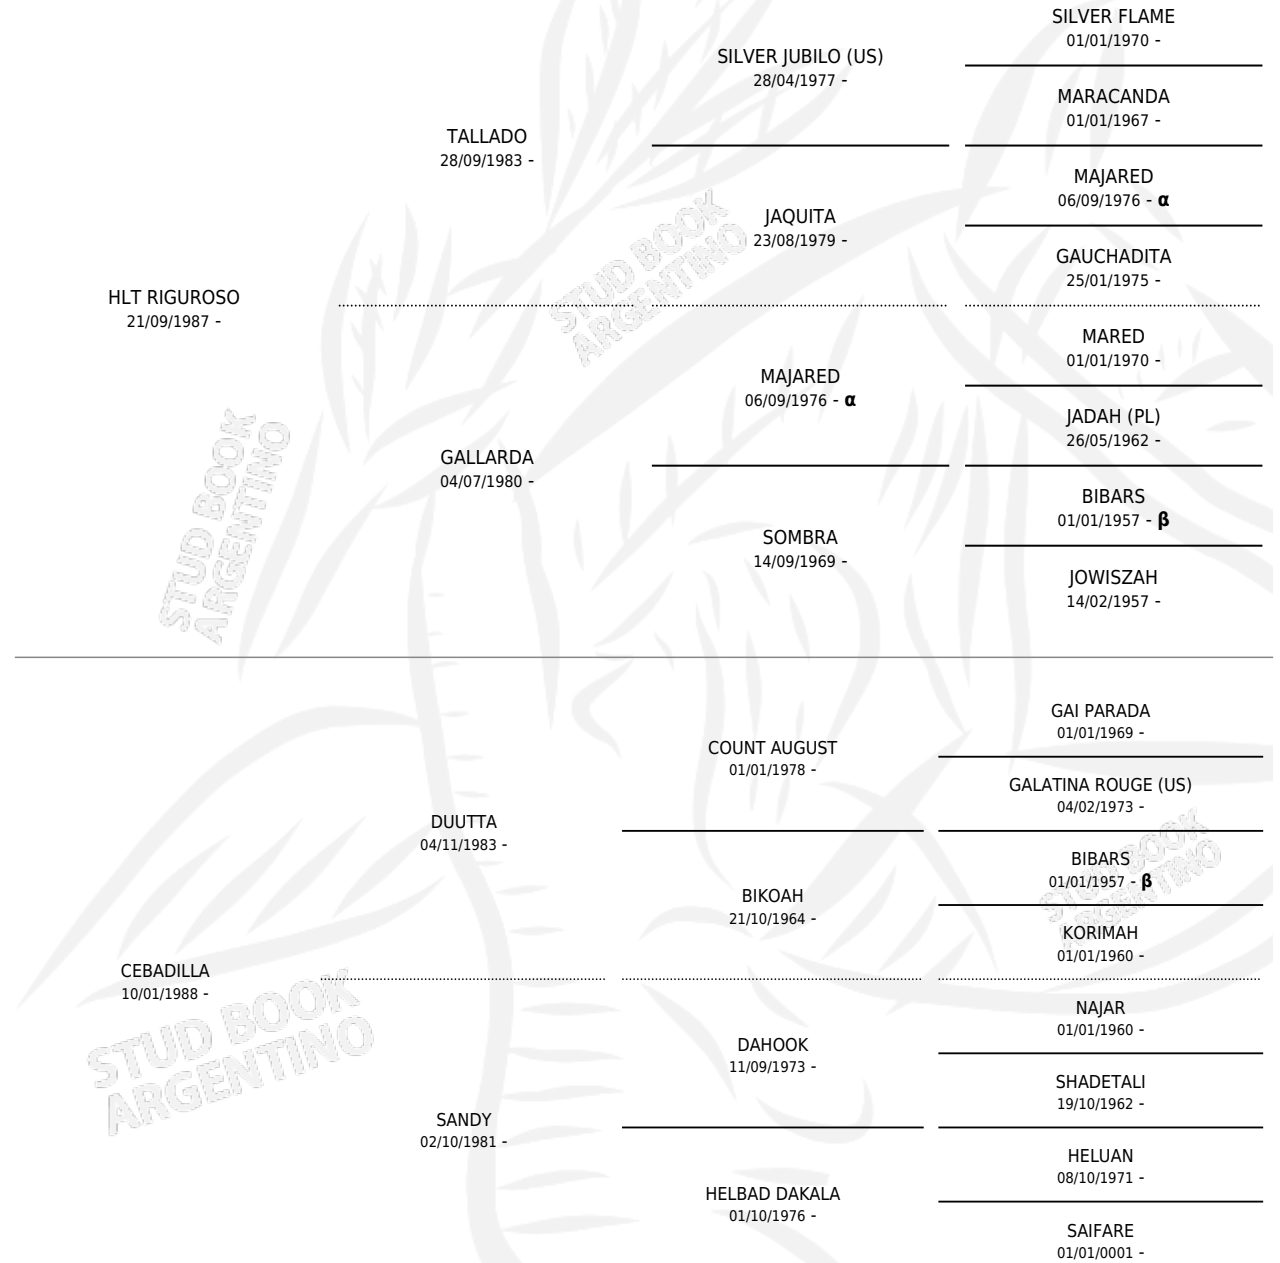 SILVER FLAME
01/01/1970 -
SILVER JUBILO (US)
28/04/1977 -
MARACANDA
01/01/1967 -
TALLADO
28/09/1983 -
MAJARED
06/09/1976 - α
JAQUITA
23/08/1979 -
GAUCHADITA
25/01/1975 -
HLT RIGUROSO
21/09/1987 -
MARED
01/01/1970 -
MAJARED
06/09/1976 - α
JADAH (PL)
26/05/1962 -
GALLARDA
04/07/1980 -
BIBARS
01/01/1957 - β
SOMBRA
14/09/1969 -
JOWISZAH
14/02/1957 -
GAI PARADA
01/01/1969 -
COUNT AUGUST
01/01/1978 -
GALATINA ROUGE (US)
04/02/1973 -
DUUTTA
04/11/1983 -
BIBARS
01/01/1957 - β
BIKOAH
21/10/1964 -
KORIMAH
01/01/1960 -
CEBADILLA
10/01/1988 -
NAJAR
01/01/1960 -
DAHOOK
11/09/1973 -
SHADETALI
19/10/1962 -
SANDY
02/10/1981 -
HELUAN
08/10/1971 -
HELBAD DAKALA
01/10/1976 -
SAIFARE
01/01/0001 -
STUD BOOK
ARGENTINO
STUD BOOK
ARGENTINO
STUD BOOK
ARGENTINO
STUD BOOK
ARGENTINO